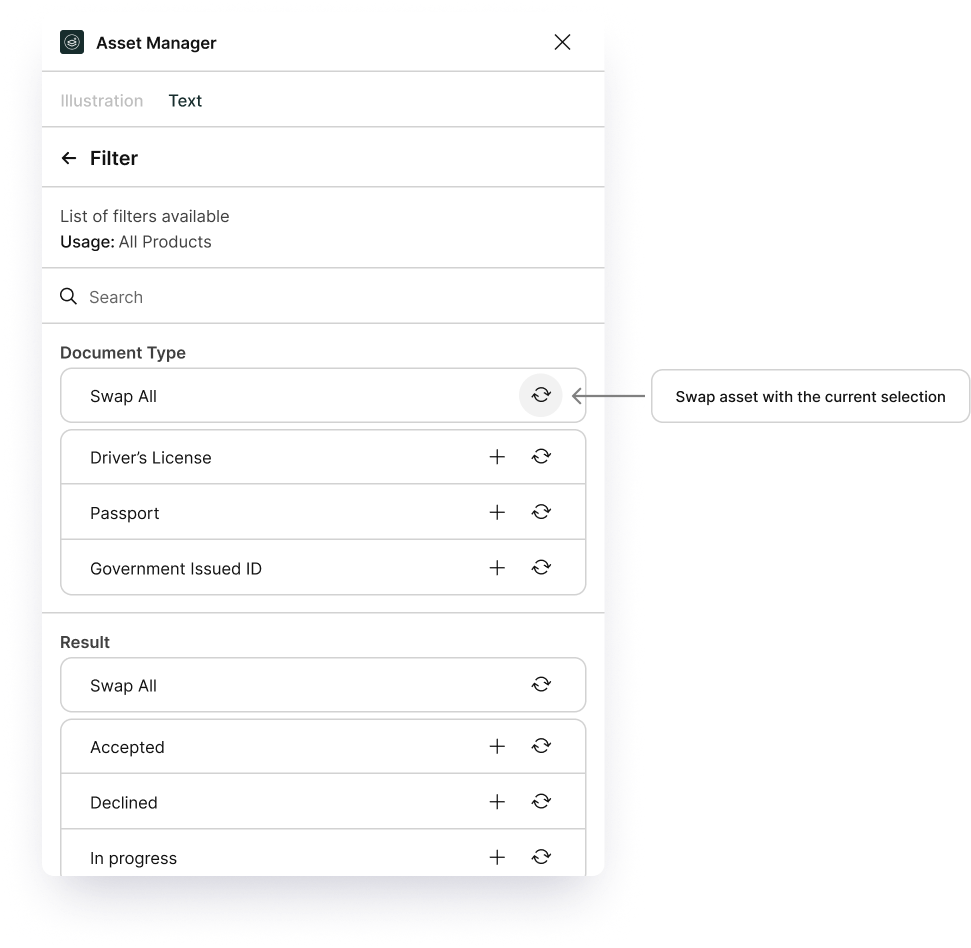 Asset Manager
Illustration Text
Filter
List of filters available
Usage: All Products
Search
Document Type
Swap All
Swap asset with the current selection
Driver’s License
Passport
Government Issued ID
Result
Swap All
Accepted
Declined
In progress